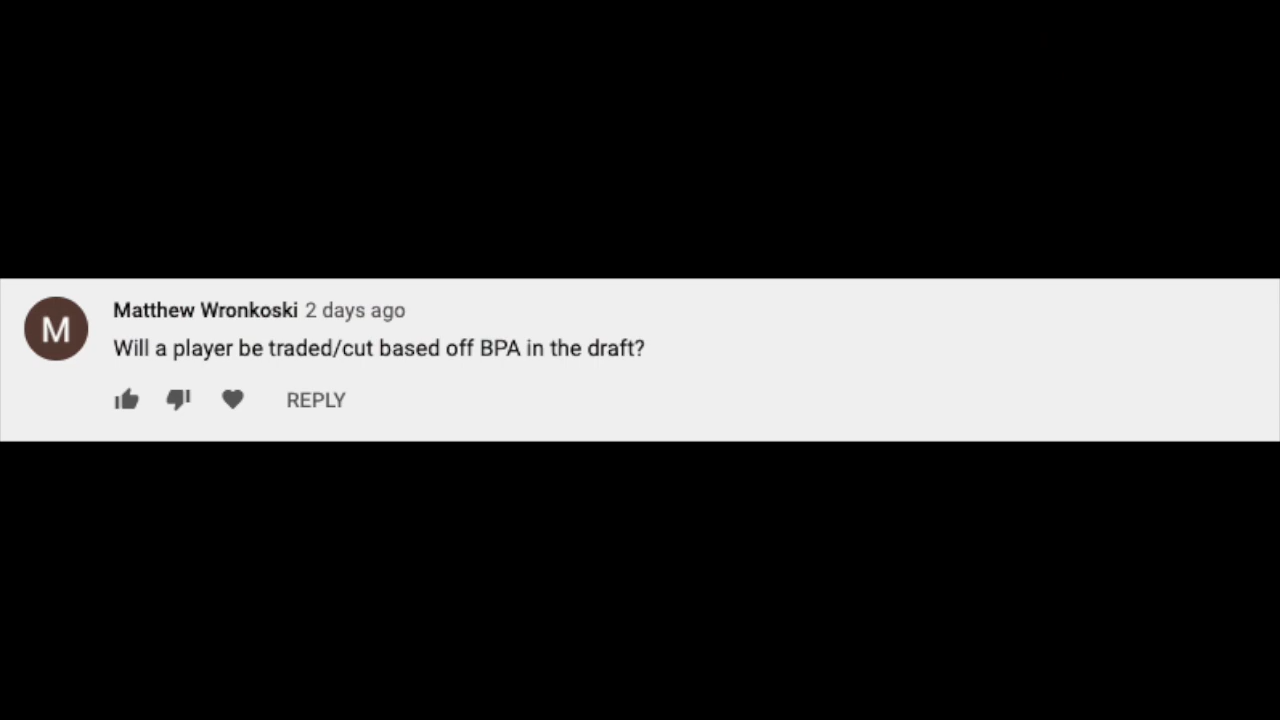 M
Matthew Wronkoski 2 days ago
Will a player be traded/cut based off BPA in the draft?
REPLY